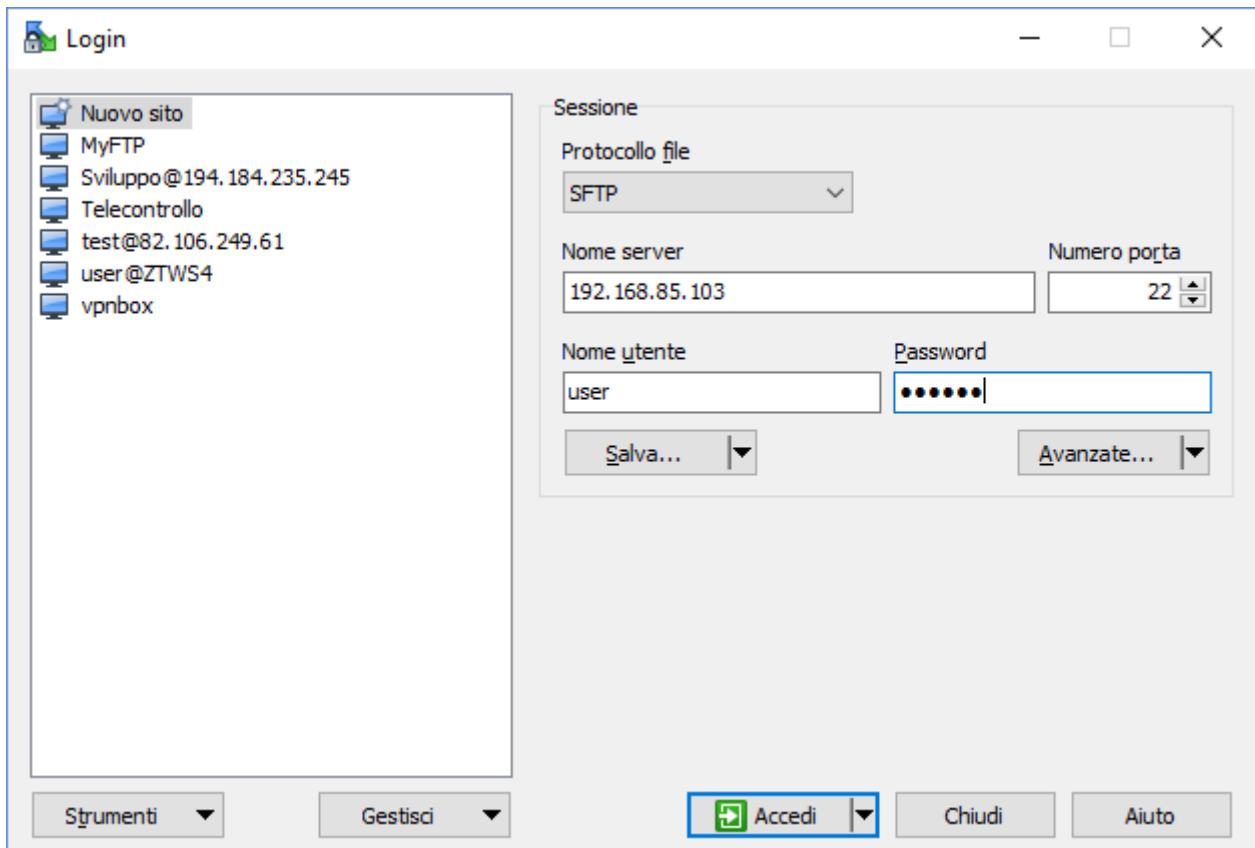 Login
Nuovo sito
MyFTP
Sviluppo@194.184.235.245
Telecontrollo
test@82.106.249.61
user@ZTWS4
vpnbox
Sessione
Protocollo file
SFTP
Nome server
Numero porta
192.168.85.103
22
Nome utente
Password
user
••••••
Salva...
Avanzate...
Strumenti
Gestisci
Accedi
Chiudi
Aiuto